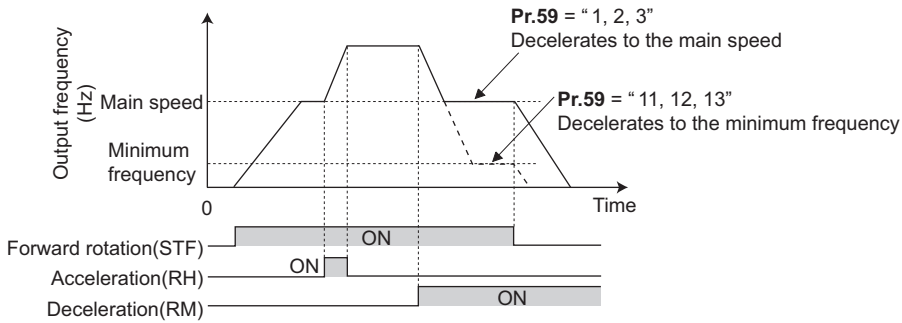 Output frequency
(Hz)
Pr.59 = “ 1, 2, 3”
Decelerates to the main speed
Main speed
Pr.59 = “ 11, 12, 13”
Decelerates to the minimum frequency
Minimum
frequency
0
Time
Forward rotation(STF)
ON
Acceleration(RH)
ON
Deceleration(RM)
ON